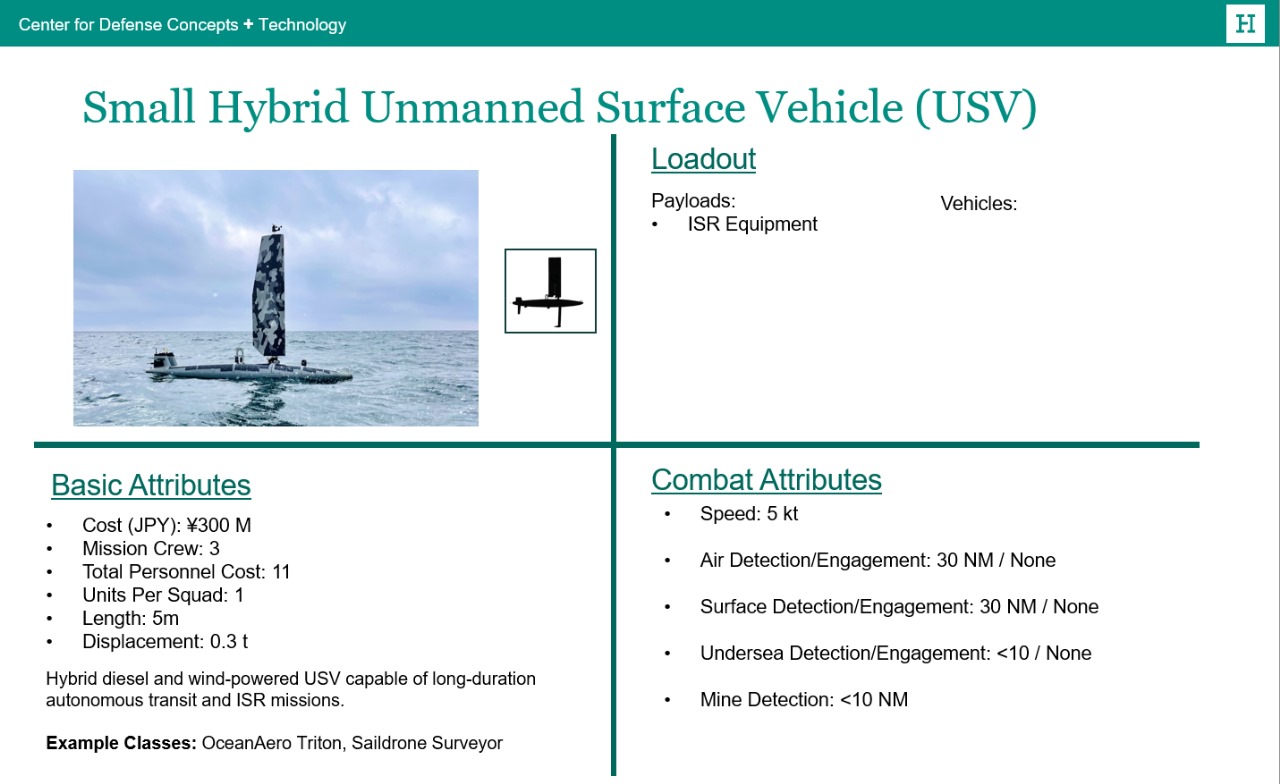 Center for Defense Concepts + Technology
H
Small Hybrid Unmanned Surface Vehicle (USV)
Loadout
Payloads:
• ISR Equipment
Vehicles:
Basic Attributes
• Cost (JPY): ¥300 M
• Mission Crew: 3
• Total Personnel Cost: 11
• Units Per Squad: 1
• Length: 5m
• Displacement: 0.3 t
Hybrid diesel and wind-powered USV capable of long-duration
autonomous transit and ISR missions.
Example Classes: OceanAero Triton, Saildrone Surveyor
Combat Attributes
• Speed: 5 kt
• Air Detection/Engagement: 30 NM / None
• Surface Detection/Engagement: 30 NM / None
• Undersea Detection/Engagement: <10 / None
• Mine Detection: <10 NM